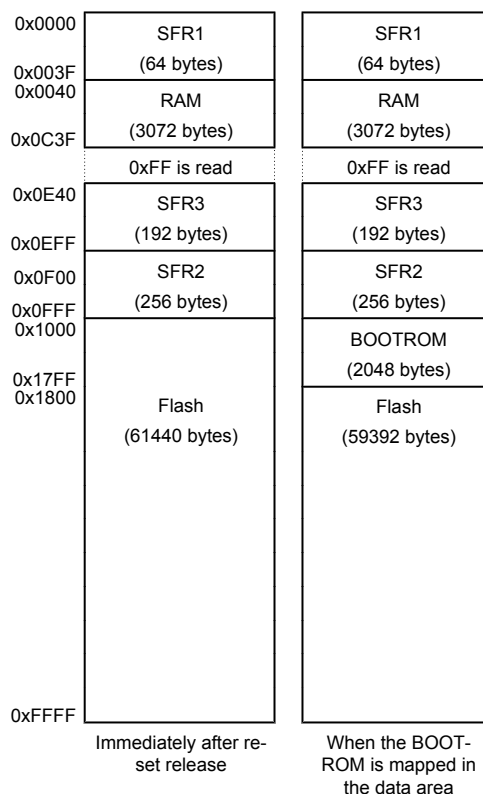 0x0000
SFR1
(64 bytes)
SFR1
(64 bytes)
0x003F
0x0040
RAM
(3072 bytes)
RAM
(3072 bytes)
0x0C3F
0xFF is read
0xFF is read
0x0E40
SFR3
(192 bytes)
SFR3
(192 bytes)
0x0EFF
0x0F00
SFR2
(256 bytes)
SFR2
(256 bytes)
0x0FFF
0x1000
BOOTROM
(2048 bytes)
0x17FF
0x1800
Flash
(61440 bytes)
Flash
(59392 bytes)
0xFFFF
Immediately after re-
set release
When the BOOT-
ROM is mapped in
the data area